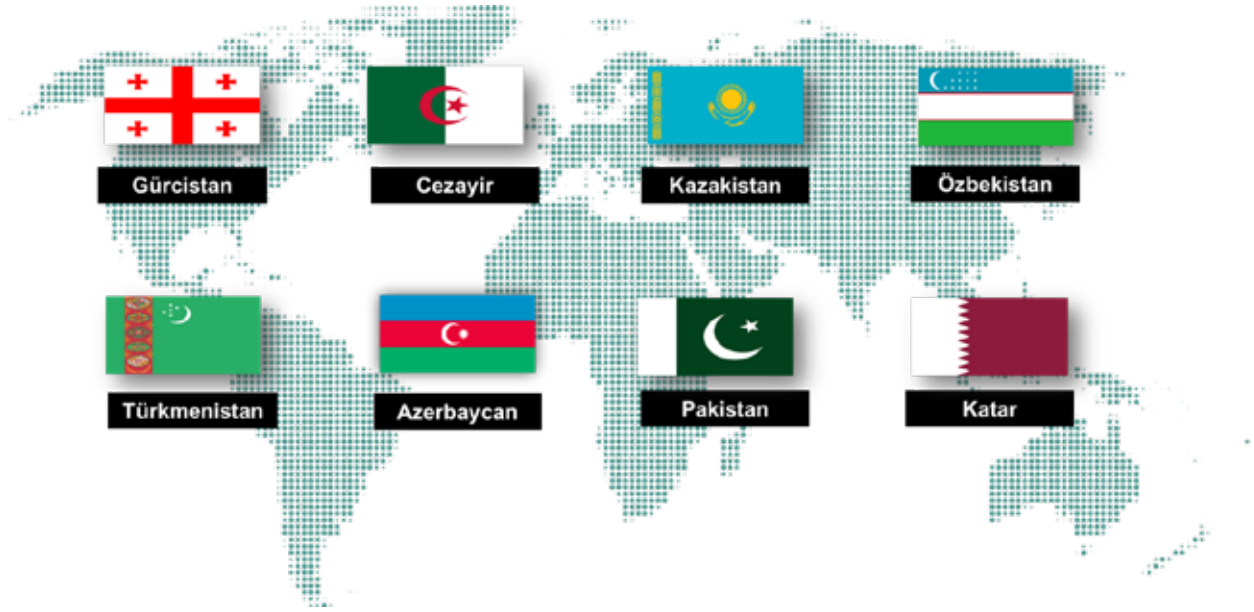 Gürcistan
Cezayir
Kazakistan
Özbekistan
Türkmenistan
Azerbaycan
Pakistan
Katar